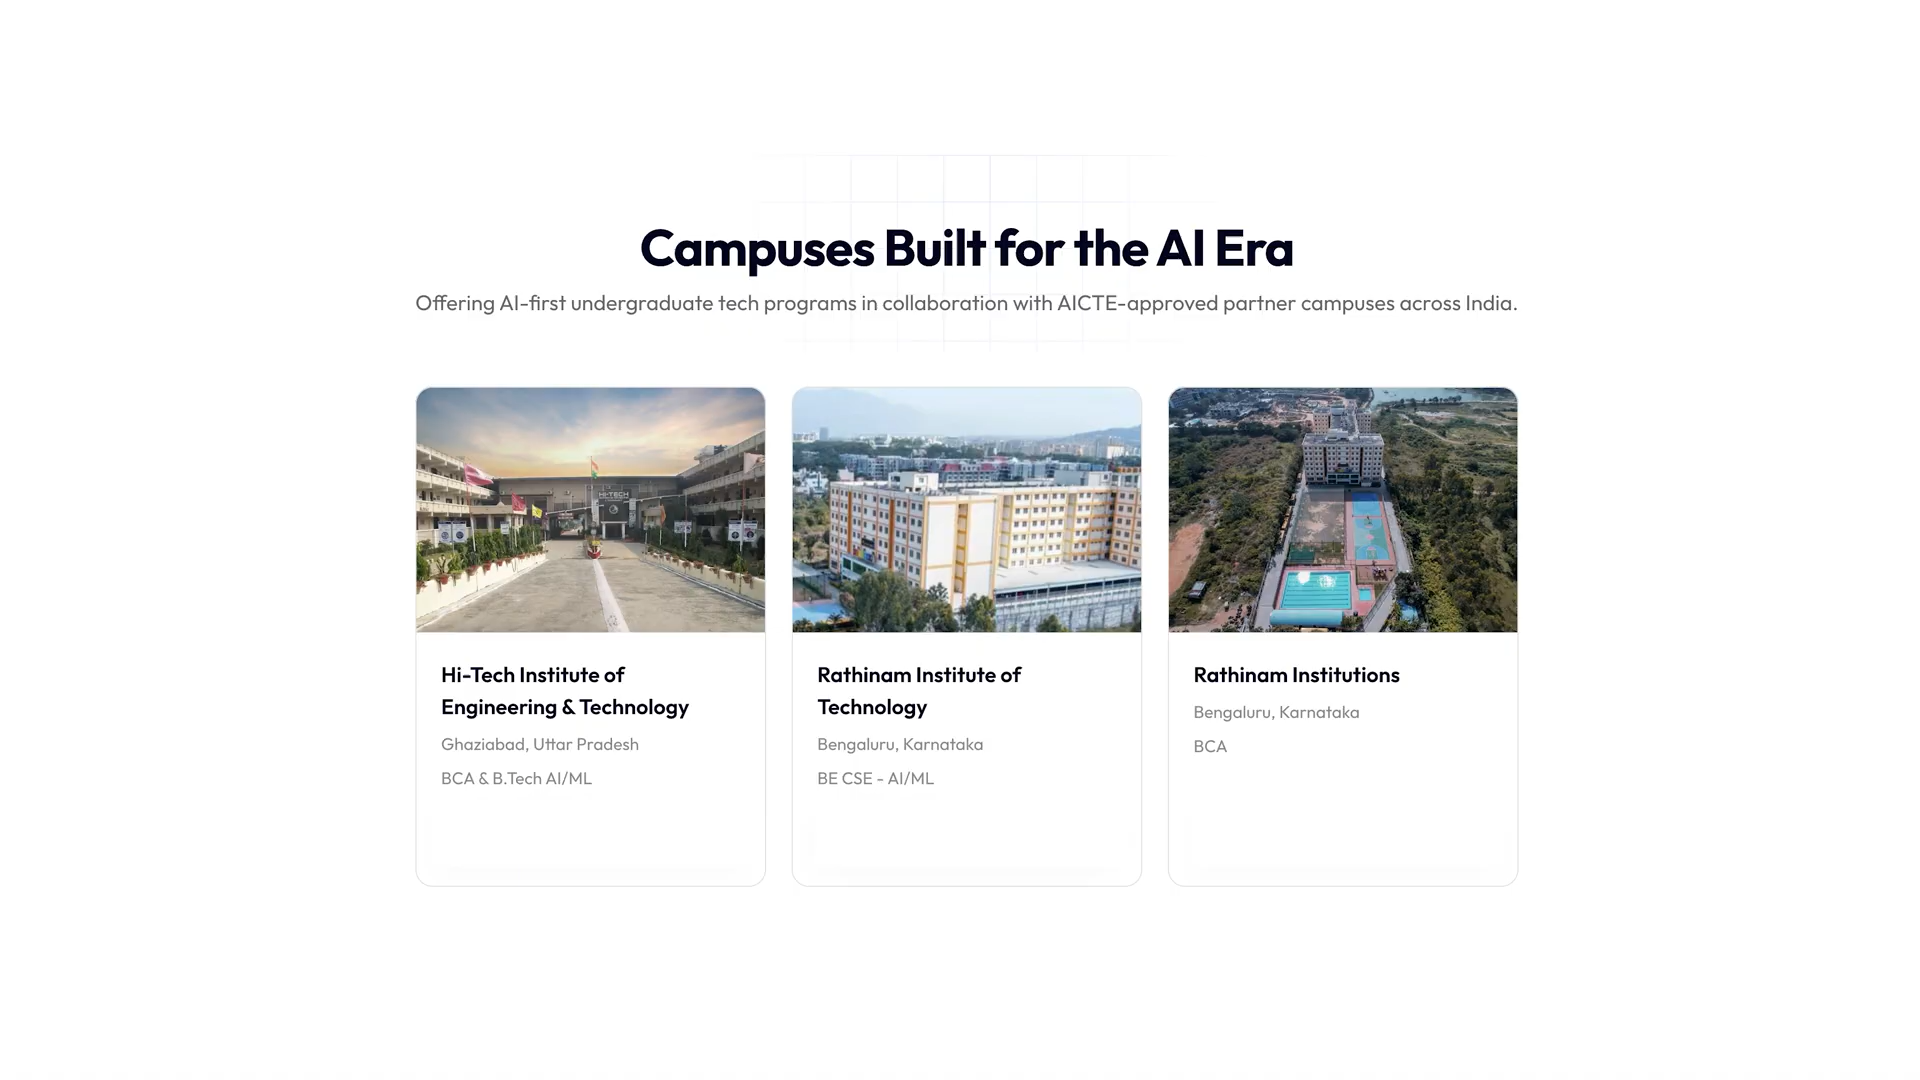 Campuses Built for the AI Era
Offering AI-first undergraduate tech programs in collaboration with AICTE-approved partner campuses across India.
HI-TECH
Hi-Tech Institute of
Engineering & Technology
Ghaziabad, Uttar Pradesh
BCA & B.Tech AI/ML
Rathinam Institute of
Technology
Bengaluru, Karnataka
BE CSE - AI/ML
Rathinam Institutions
Bengaluru, Karnataka
BCA